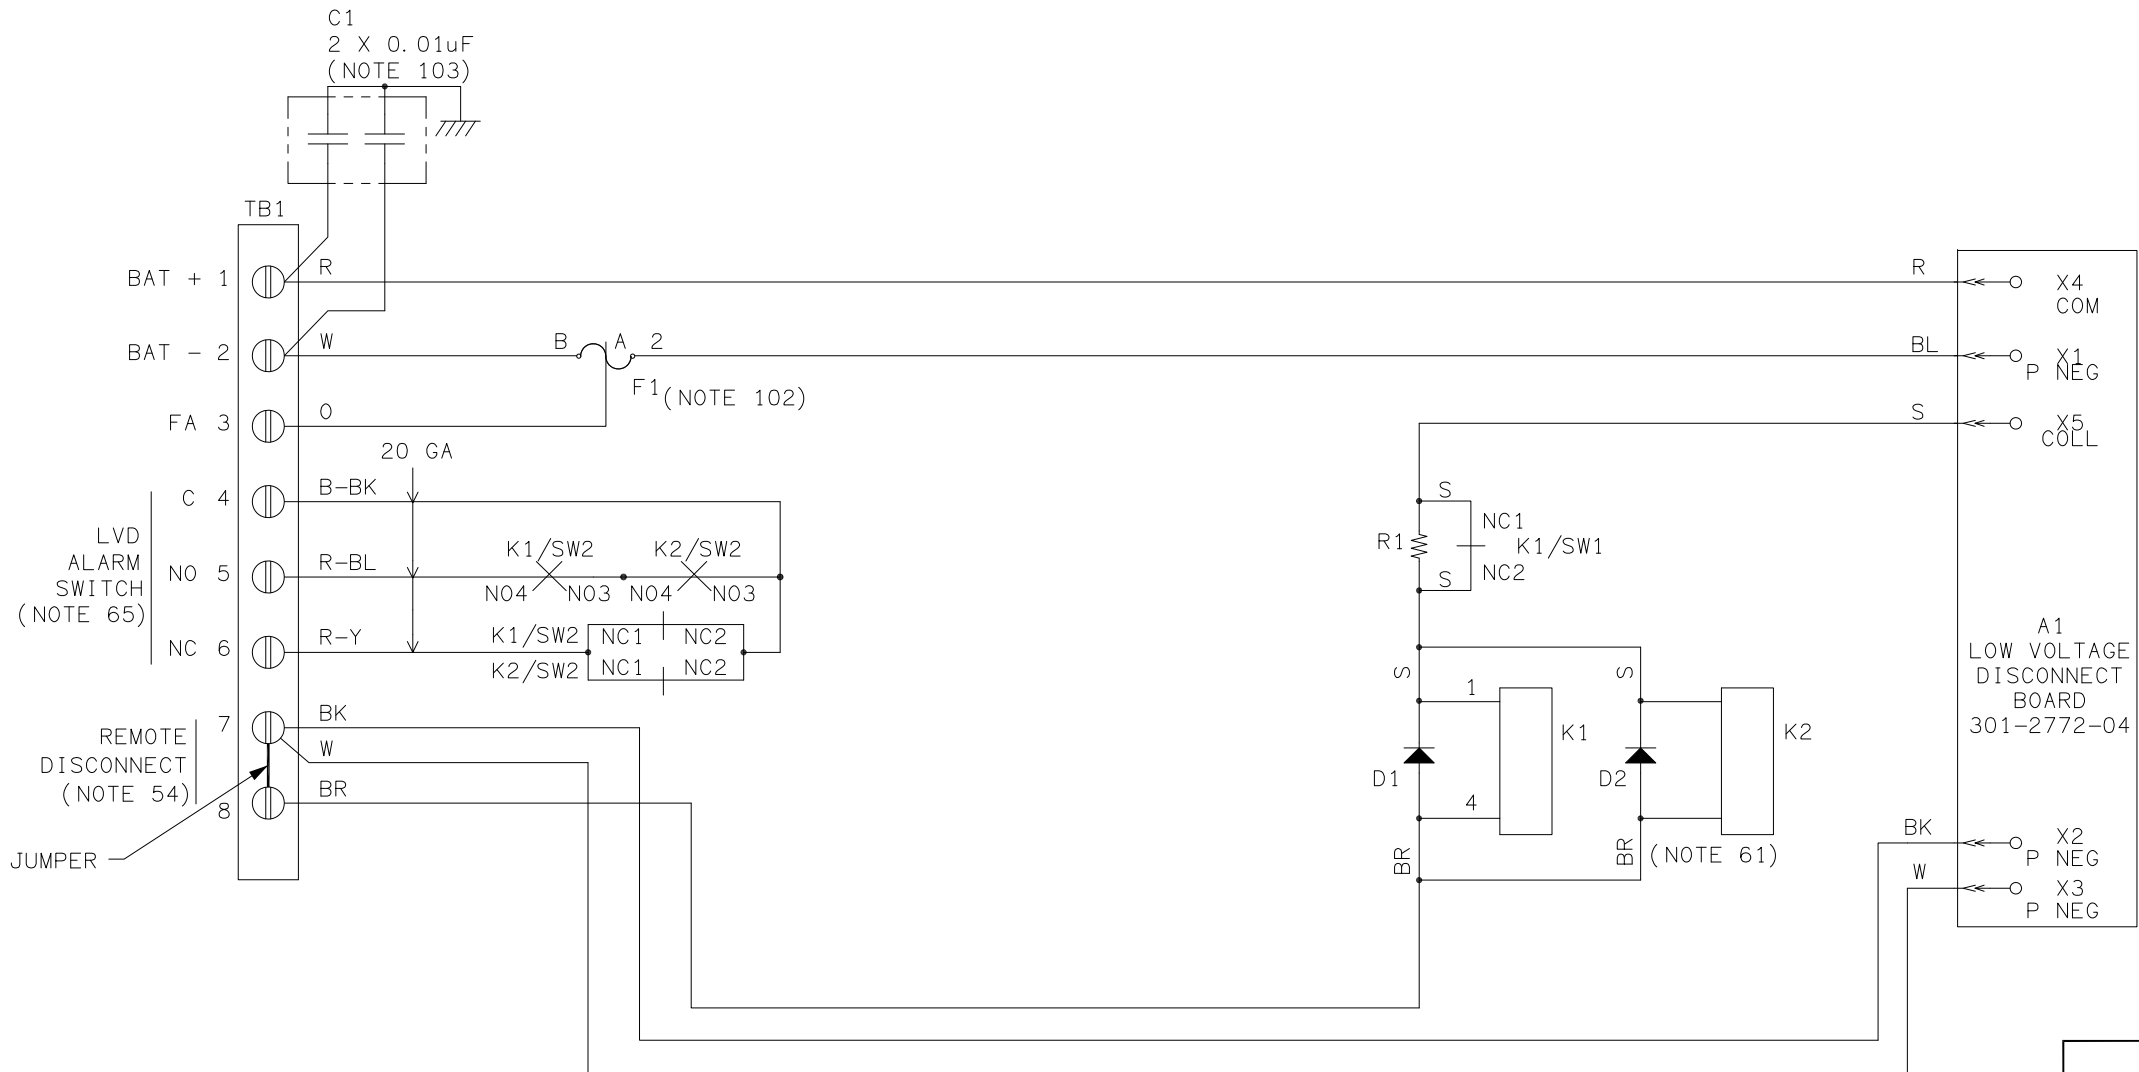 C1
2 X 0.01uF
(NOTE 103)
TB1
BAT + 1
R
R
X4
COM
BAT - 2
W
B
A
2
F1
(NOTE 102)
BL
X1
P NEG
FA 3
O
S
X5
COLL
20 GA
LVD
ALARM
SWITCH
(NOTE 65)
C 4
B-BK
NO 5
R-BL
K1/SW2
NO4
NO3
K2/SW2
NO4
NO3
NC 6
R-Y
K1/SW2
NC1
NC2
K2/SW2
NC1
NC2
S
NC1
R1
K1/SW1
NC2
S
S
S
1
K1
K2
D1
D2
4
BR
BR
(NOTE 61)
A1
LOW VOLTAGE
DISCONNECT
BOARD
301-2772-04
REMOTE
DISCONNECT
(NOTE 54)
7
BK
W
8
BR
JUMPER
BK
X2
P NEG
W
X3
P NEG